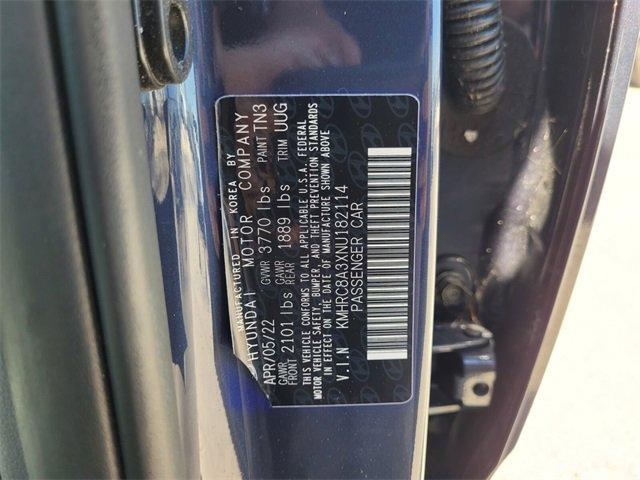 MANUFACTURED IN KOREA BY
HYUNDAI MOTOR COMPANY
APR/05/22 GVWR 3770 lbs PAINT TN3
GAWR FRONT 2101 lbs GAWR REAR 1889 lbs TRIM UUG
THIS VEHICLE CONFORMS TO ALL APPLICABLE U.S.A. FEDERAL
MOTOR VEHICLE SAFETY, BUMPER, AND THEFT PREVENTION STANDARDS
IN EFFECT ON THE DATE OF MANUFACTURE SHOWN ABOVE
V.I.N KMHRC8A3XNU182114
PASSENGER CAR